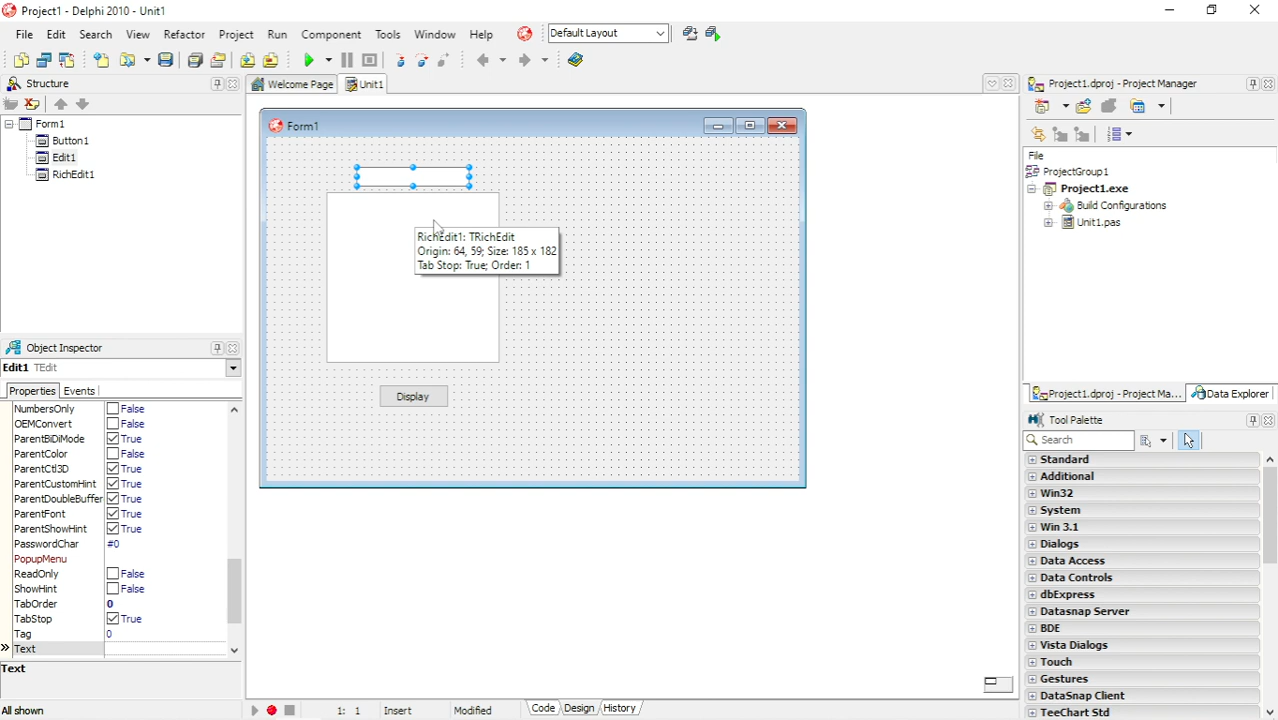 Project1 - Delphi 2010 - Unit1
File Edit Search View Refactor Project Run Component Tools Window Help
Default Layout
Structure
Form1
Button1
Edit1
RichEdit1
Welcome Page
Unit1
Form1
RichEdit1: TRichEdit
Origin: 64, 59; Size: 185 x 182
Tab Stop: True; Order: 1
Display
Object Inspector
Edit1 TEdit
Properties Events
NumbersOnly False
OEMConvert False
ParentBiDiMode True
ParentColor False
ParentCtl3D True
ParentCustomHint True
ParentDoubleBuffer True
ParentFont True
ParentShowHint True
PasswordChar #0
PopupMenu
ReadOnly False
ShowHint False
TabOrder 0
TabStop True
Tag 0
Text
Text
All shown
1: 1 Insert Modified
Code Design History
Project1.dproj - Project Manager
File
ProjectGroup1
Project1.exe
Build Configurations
Unit1.pas
Project1.dproj - Project Ma...
Data Explorer
Tool Palette
Search
Standard
Additional
Win32
System
Win 3.1
Dialogs
Data Access
Data Controls
dbExpress
Datasnap Server
BDE
Vista Dialogs
Touch
Gestures
DataSnap Client
TeeChart Std